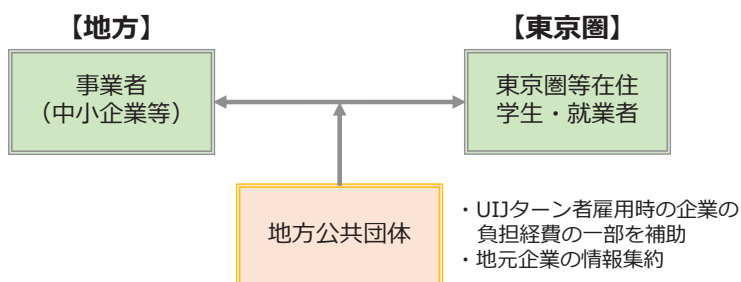 【地方】
【東京圏】
事業者
（中小企業等）
東京圏等在住
学生・就業者
地方公共団体
・UIJターン者雇用時の企業の
負担経費の一部を補助
・地元企業の情報集約